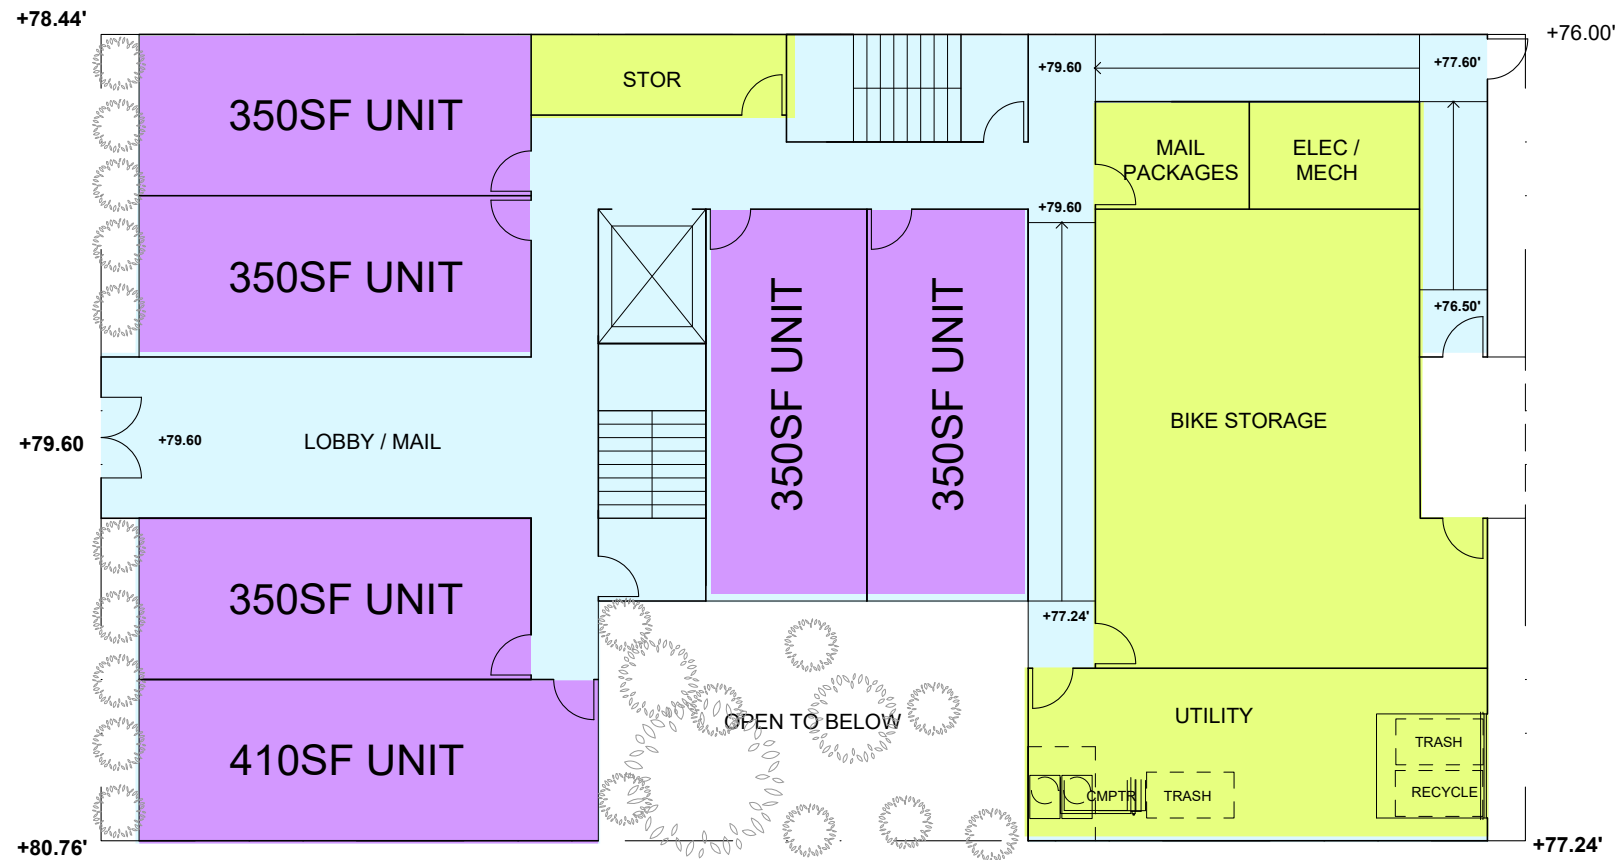 +78.44'
+76.00'
+79.60
+77.60'
STOR
350SF UNIT
MAIL
PACKAGES
ELEC /
MECH
+79.60
350SF UNIT
+76.50'
350SF UNIT
350SF UNIT
BIKE STORAGE
+79.60
+79.60
LOBBY / MAIL
350SF UNIT
+77.24'
OPEN TO BELOW
UTILITY
410SF UNIT
TRASH
RECYCLE
CMPTR
TRASH
+80.76'
+77.24'